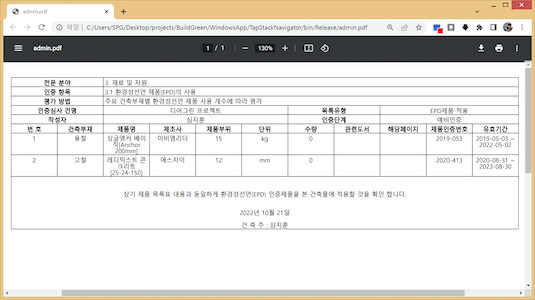 admin.pdf
파일
C:/Users/SPG/Desktop/projects/BuildGreen/WindowsApp/TapStackNavigator/bin/Release/admin.pdf
admin.pdf
1 / 1
130%
전문 분야 3. 재료 및 자원
인증 항목 3.1 환경성선언 제품(EPD)의 사용
평가 방법 주요 건축부재별 환경성선언 제품 사용 개수에 따라 평가
인증심사 건명 디어그린 프로젝트 목록유형 EPD제품 적용
작성자 심지훈 인증단계 예비인증
번 호 건축부재 제품명 제조사 제품부위 단위 수량 관련도서 해당페이지 제품인증번호 유효기간
1 용철 싱글앵커 베이직[Anchor 200mm] 아비엠리더 15 kg 0 2019-053 2019-05-03 ~ 2022-05-02
2 고철 레디믹스트 콘크리트 [25-24-150] 에스지이 12 mm 0 2020-413 2020-08-31 ~ 2023-08-30
상기 제품 목록표 내용과 동일하게 환경성선언(EPD) 인증제품을 본 건축물에 적용할 것을 확인 합니다.
2022년 10월 21일
건 축 주 : 심지훈